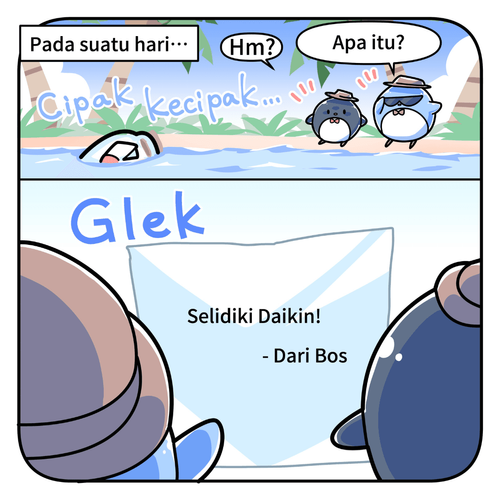 Pada suatu hari…
Hm?
Apa itu?
Cipak kecipak...
Glek
Selidiki Daikin!
- Dari Bos